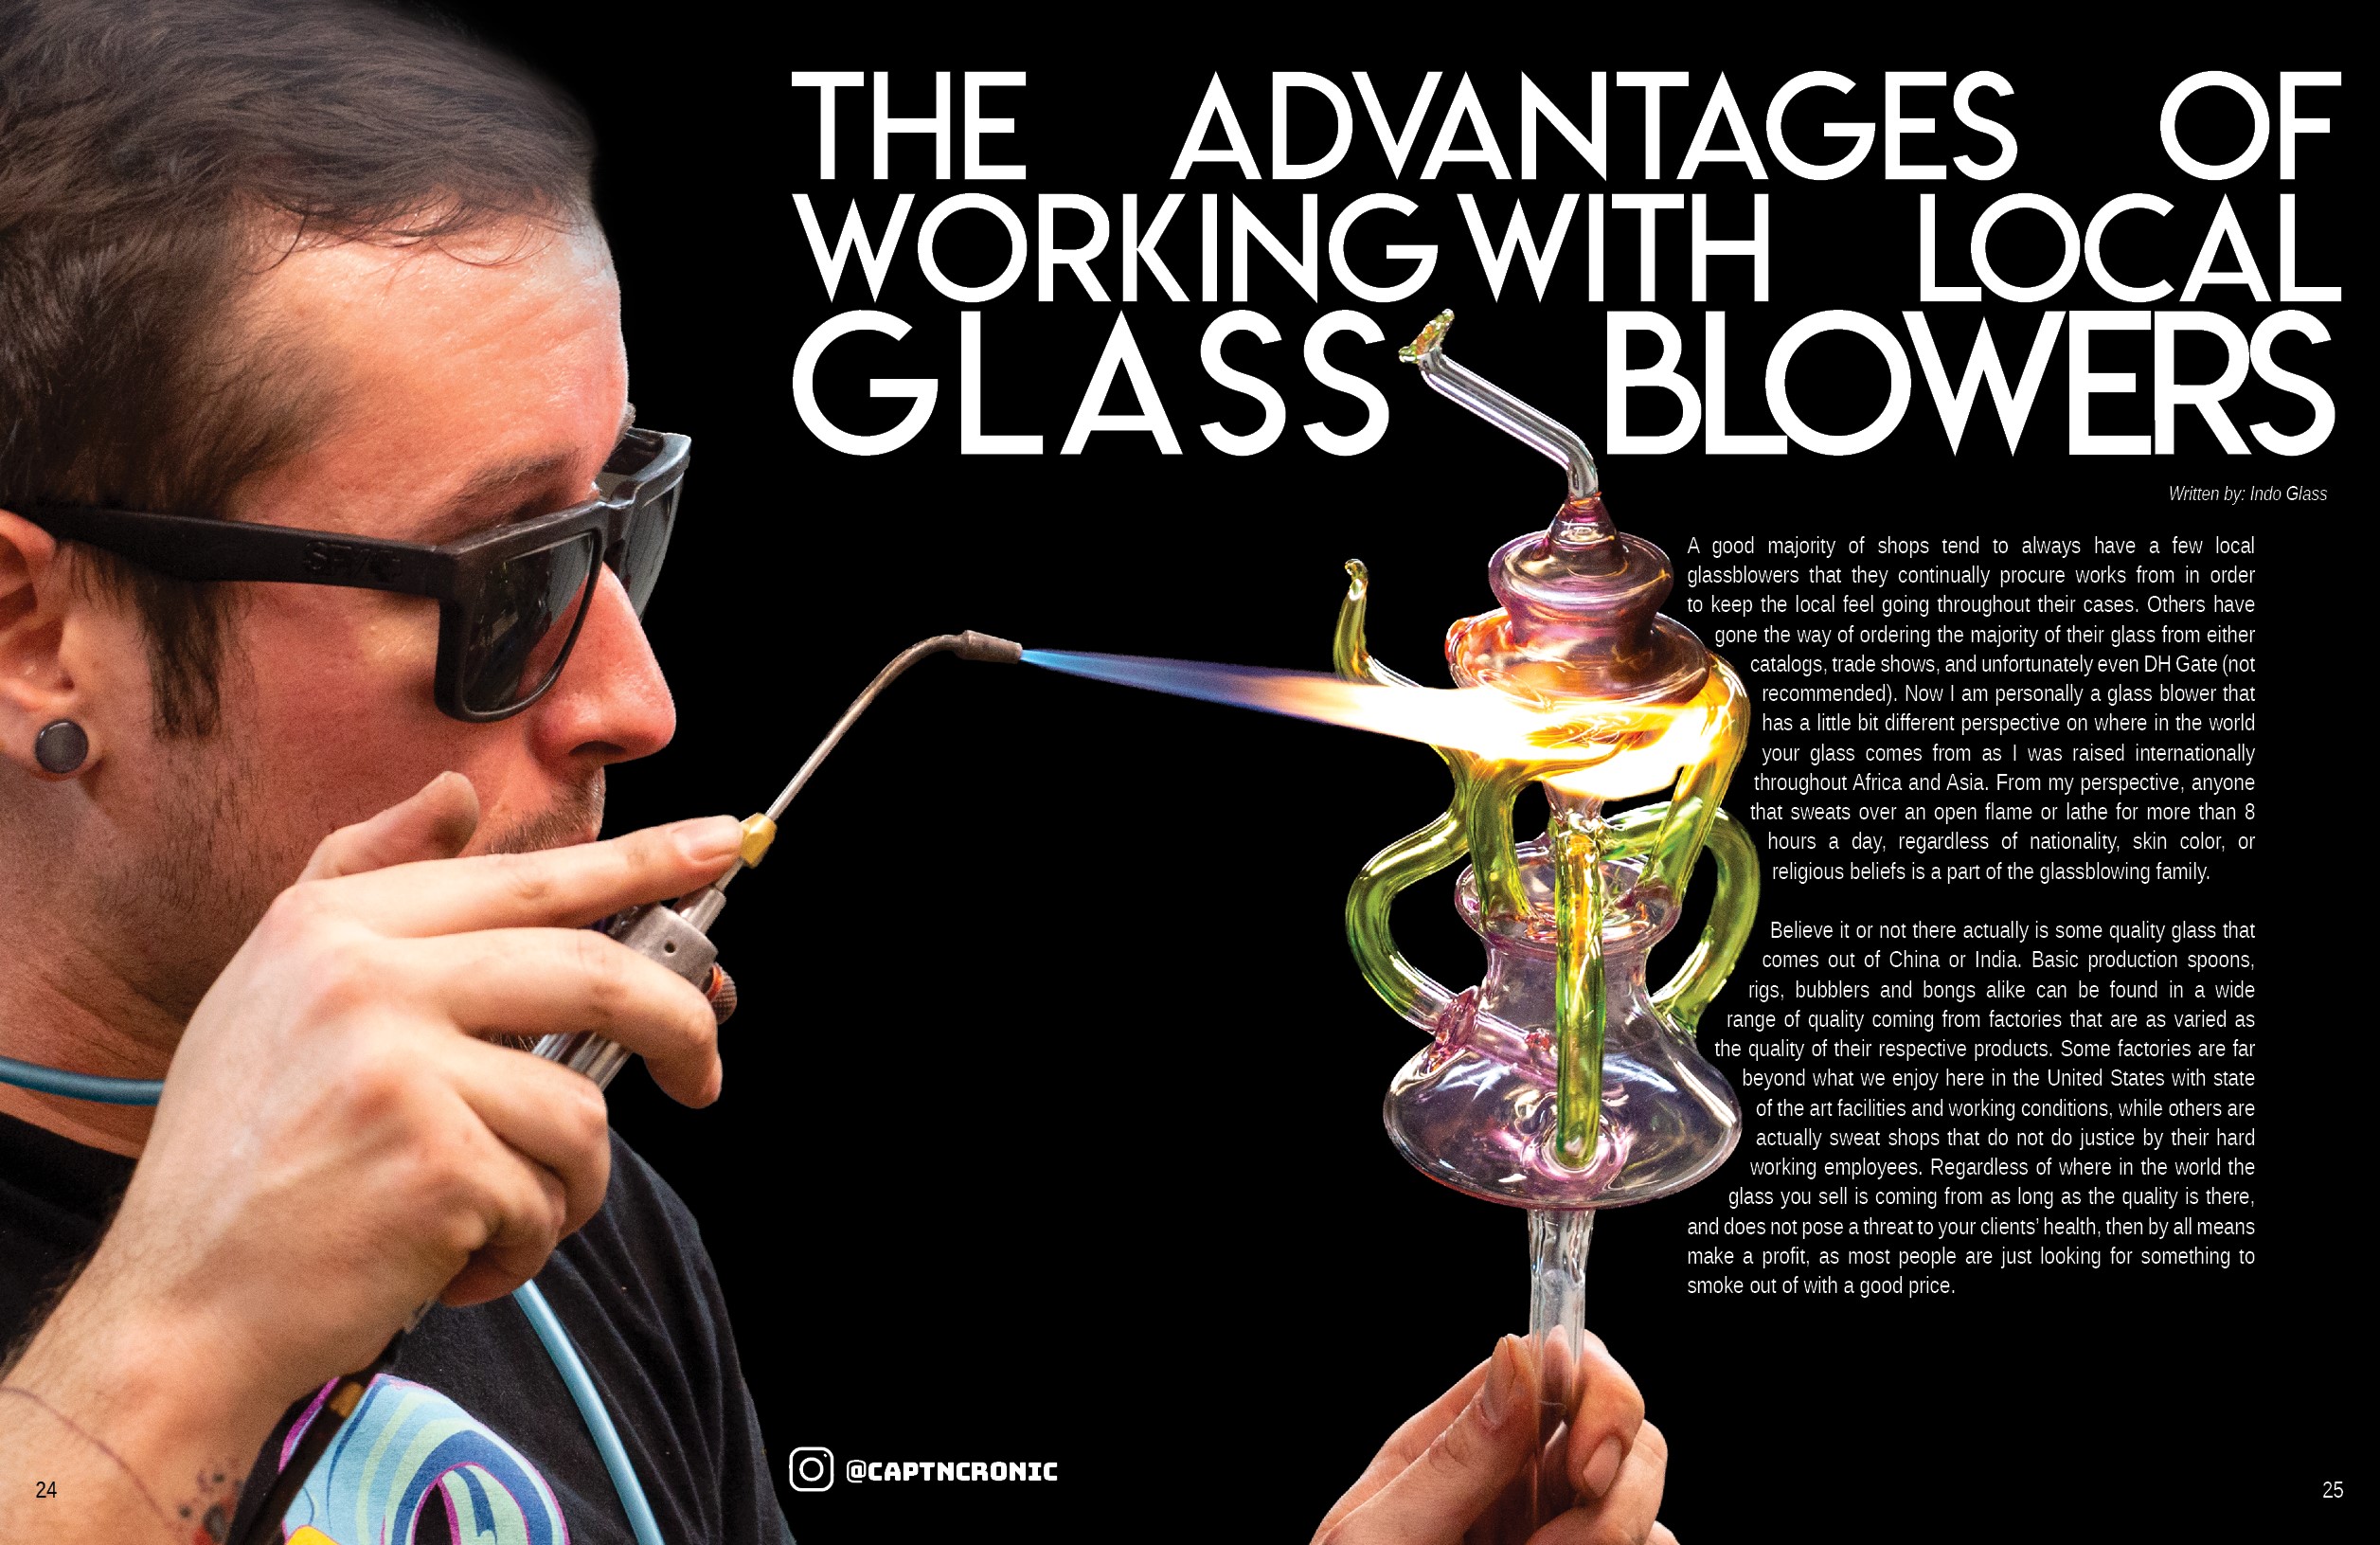 THE ADVANTAGES OF
WORKING WITH LOCAL
GLASS BLOWERS
Written by: Indo Glass
A good majority of shops tend to always have a few local
glassblowers that they continually procure works from in order
to keep the local feel going throughout their cases. Others have
gone the way of ordering the majority of their glass from either
catalogs, trade shows, and unfortunately even DH Gate (not
recommended). Now I am personally a glass blower that
has a little bit different perspective on where in the world
your glass comes from as I was raised internationally
throughout Africa and Asia. From my perspective, anyone
that sweats over an open flame or lathe for more than 8
hours a day, regardless of nationality, skin color, or
religious beliefs is a part of the glassblowing family.
Believe it or not there actually is some quality glass that
comes out of China or India. Basic production spoons,
rigs, bubblers and bongs alike can be found in a wide
range of quality coming from factories that are as varied as
the quality of their respective products. Some factories are far
beyond what we enjoy here in the United States with state
of the art facilities and working conditions, while others are
actually sweat shops that do not do justice by their hard
working employees. Regardless of where in the world the
glass you sell is coming from as long as the quality is there,
and does not pose a threat to your clients’ health, then by all means
make a profit, as most people are just looking for something to
smoke out of with a good price.
@CAPTNCRONIC
24
25